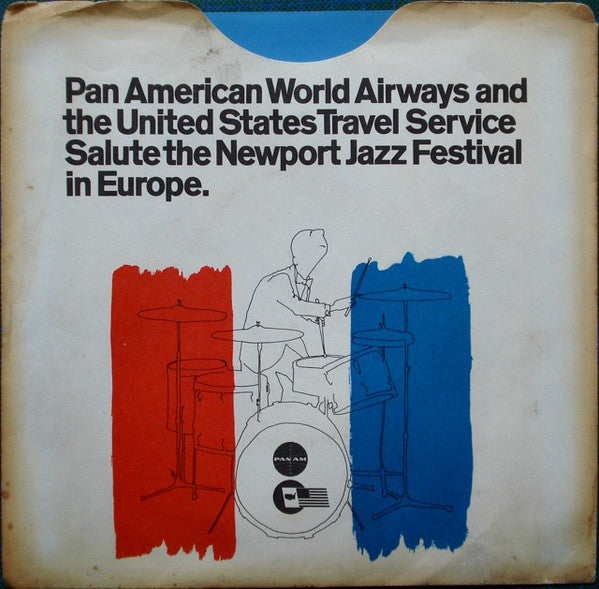 Pan American World Airways and
the United States Travel Service
Salute the Newport Jazz Festival
in Europe.
PAN AM